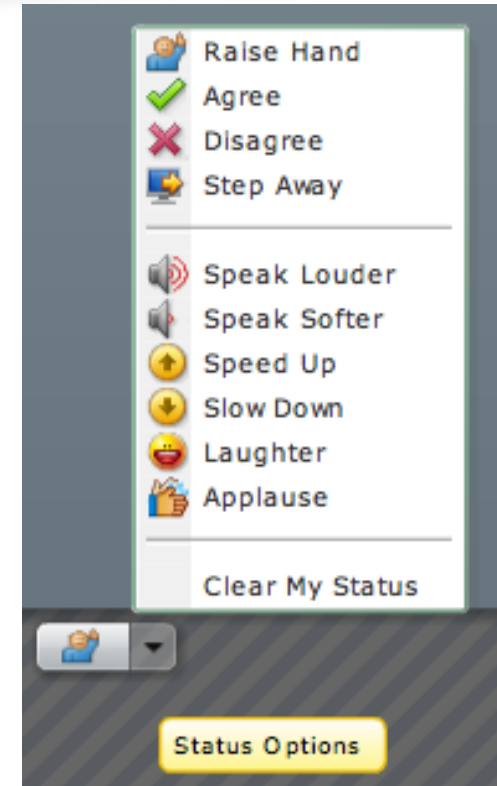 Raise Hand
Agree
Disagree
Step Away
Speak Louder
Speak Softer
Speed Up
Slow Down
Laughter
Applause
Clear My Status
Status Options